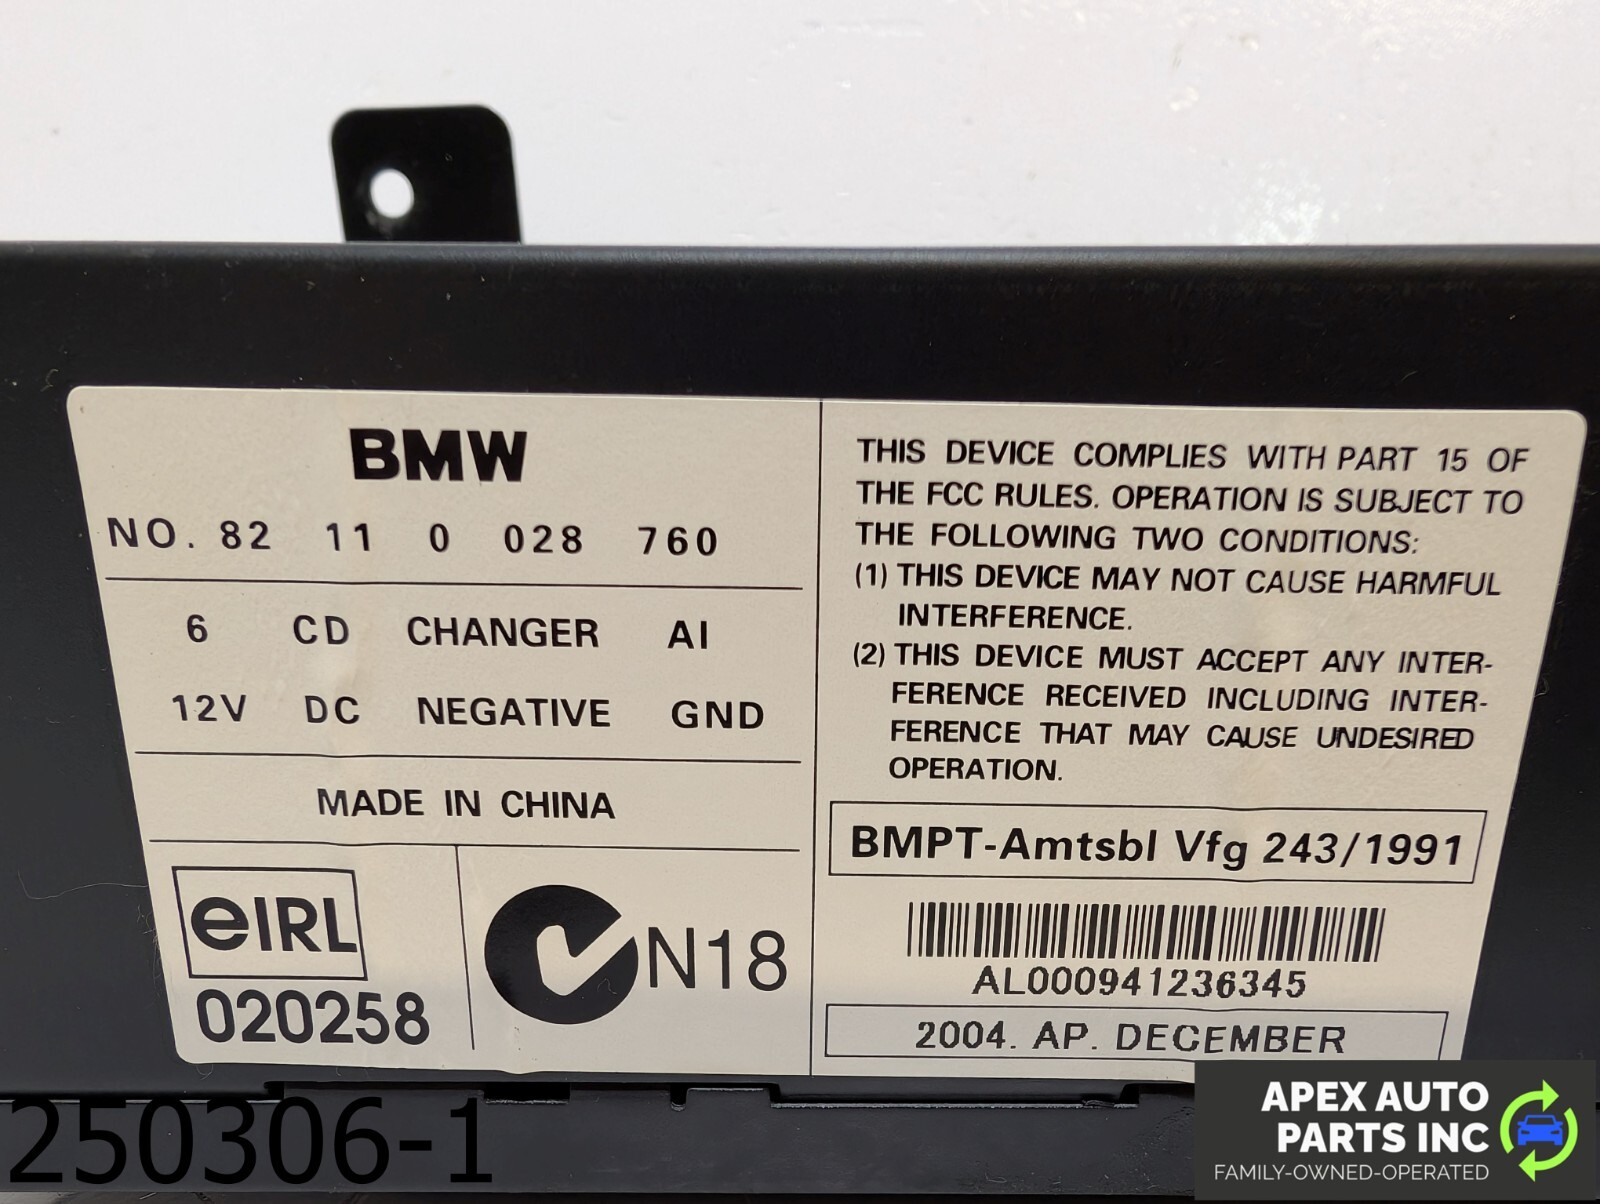 BMW
NO. 82 11 0 028 760
6 CD CHANGER AI
12V DC NEGATIVE GND
MADE IN CHINA
eIRL
020258
N18
THIS DEVICE COMPLIES WITH PART 15 OF
THE FCC RULES. OPERATION IS SUBJECT TO
THE FOLLOWING TWO CONDITIONS:
(1) THIS DEVICE MAY NOT CAUSE HARMFUL
INTERFERENCE.
(2) THIS DEVICE MUST ACCEPT ANY INTER-
FERENCE RECEIVED INCLUDING INTER-
FERENCE THAT MAY CAUSE UNDESIRED
OPERATION.
BMPT-Amtsbl Vfg 243/1991
AL000941236345
2004. AP. DECEMBER
250306-1
APEX AUTO
PARTS INC
FAMILY-OWNED-OPERATED